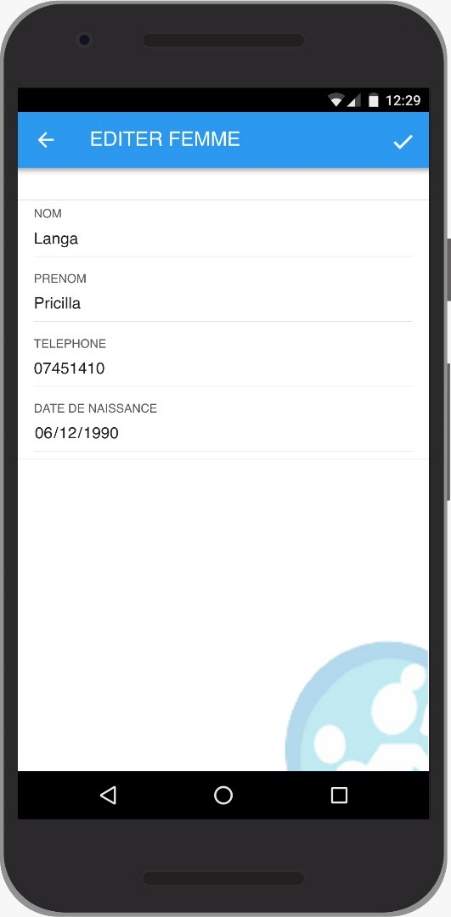 12:29
EDITER FEMME
NOM
Langa
PRENOM
Pricilla
TELEPHONE
07451410
DATE DE NAISSANCE
06/12/1990